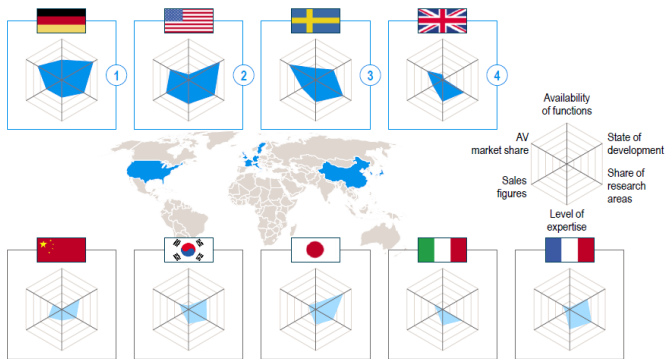 1
2
3
4
Availability
of functions
AV
market share
State of
development
Sales
figures
Share of
research
areas
Level of
expertise